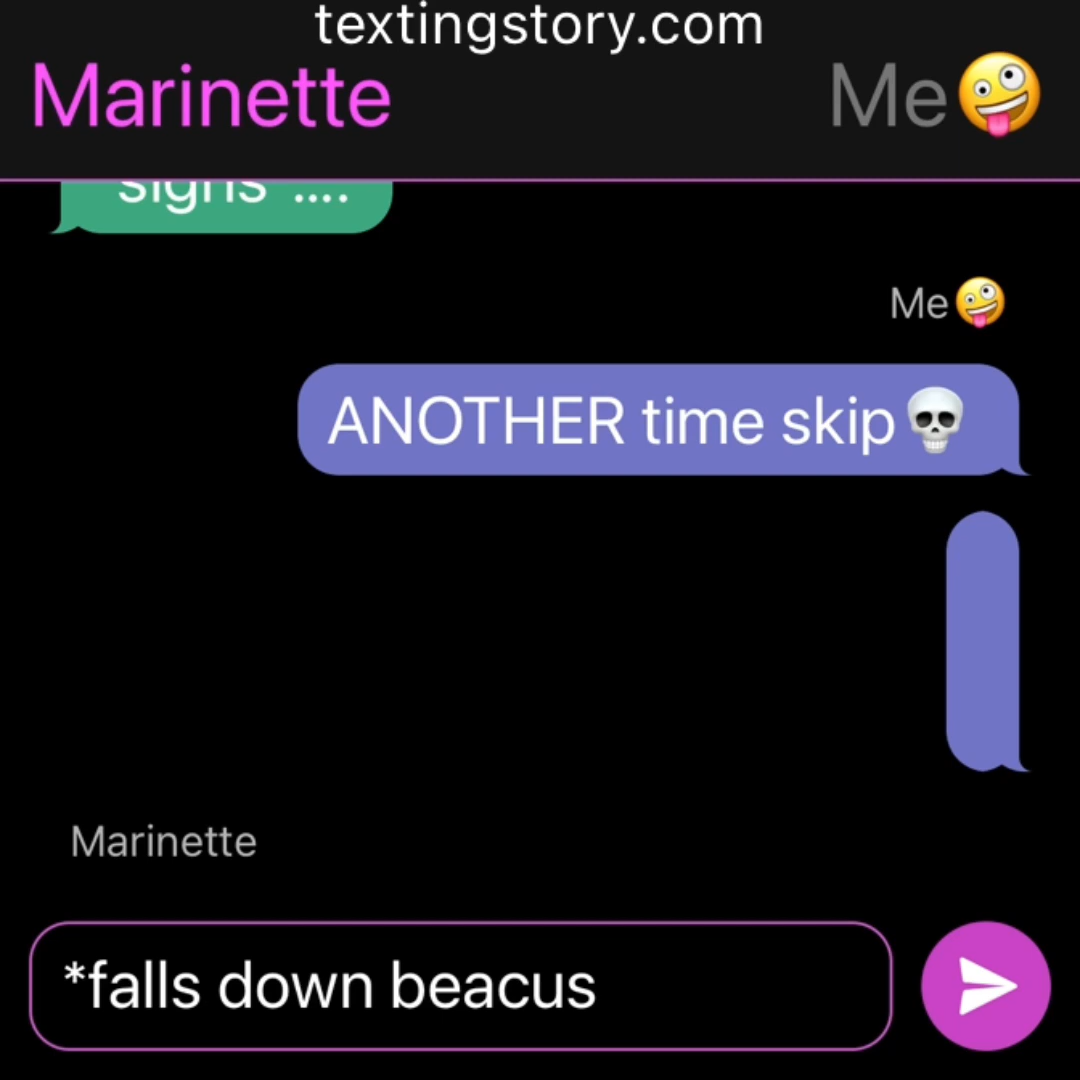 textingstory.com
Marinette Me🤪
signs ....
Me🤪
ANOTHER time skip💀
Marinette
*falls down beacus